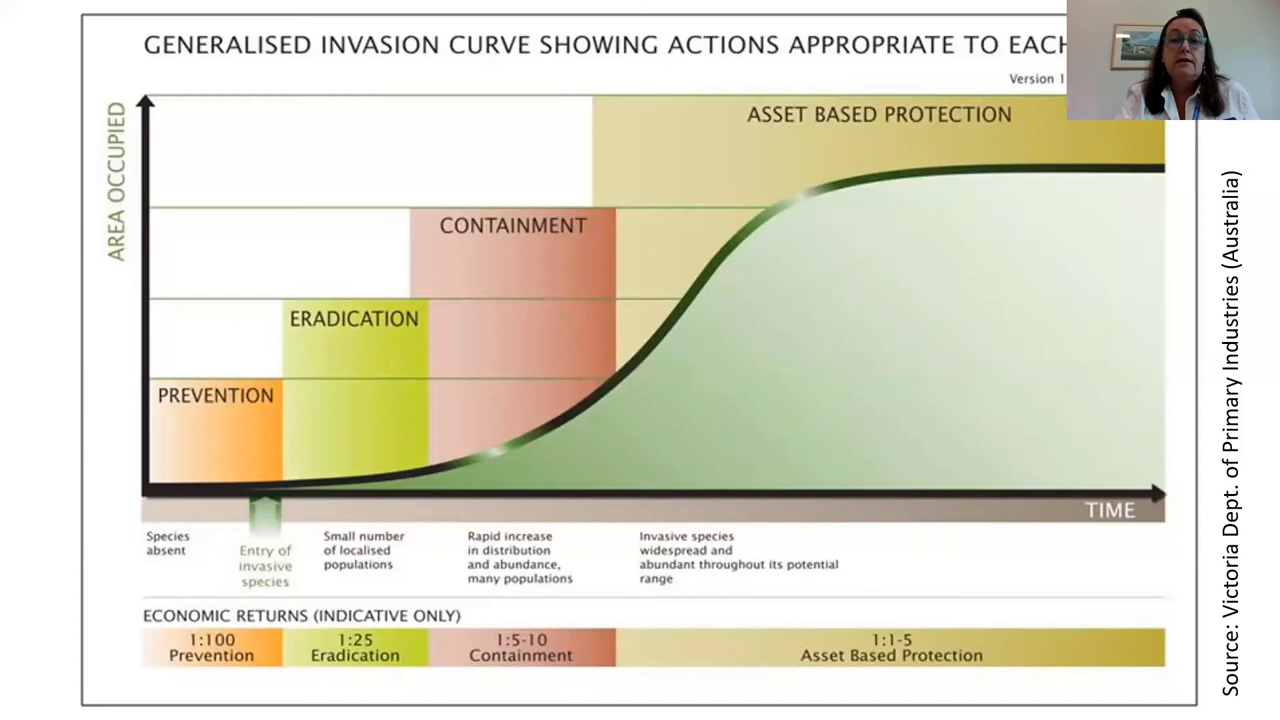 GENERALISED INVASION CURVE SHOWING ACTIONS APPROPRIATE TO EACH
Version 1
AREA OCCUPIED
ASSET BASED PROTECTION
CONTAINMENT
ERADICATION
PREVENTION
TIME
Species
absent
Entry of
invasive
species
Small number
of localised
populations
Rapid increase
in distribution
and abundance,
many populations
Invasive species
widespread and
abundant throughout its potential
range
ECONOMIC RETURNS (INDICATIVE ONLY)
1:100
Prevention
1:25
Eradication
1:5-10
Containment
1:1-5
Asset Based Protection
Source: Victoria Dept. of Primary Industries (Australia)